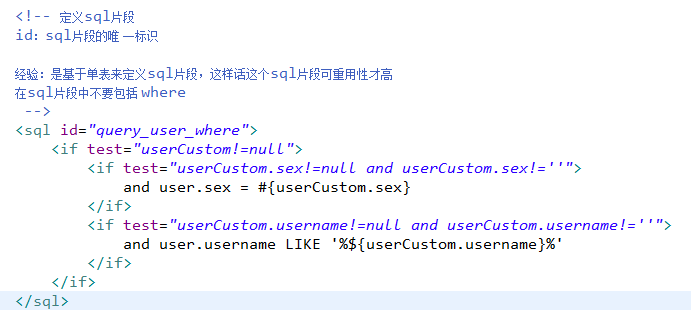 <!-- 定义sql片段
id：sql片段的唯一标识
经验：是基于单表来定义sql片段，这样话这个sql片段可重用性才高
在sql片段中不要包括 where
-->
<sql id="query_user_where">
<if test="userCustom!=null">
<if test="userCustom.sex!=null and userCustom.sex!=''">
and user.sex = #{userCustom.sex}
</if>
<if test="userCustom.username!=null and userCustom.username!=''">
and user.username LIKE '%${userCustom.username}%'
</if>
</if>
</sql>